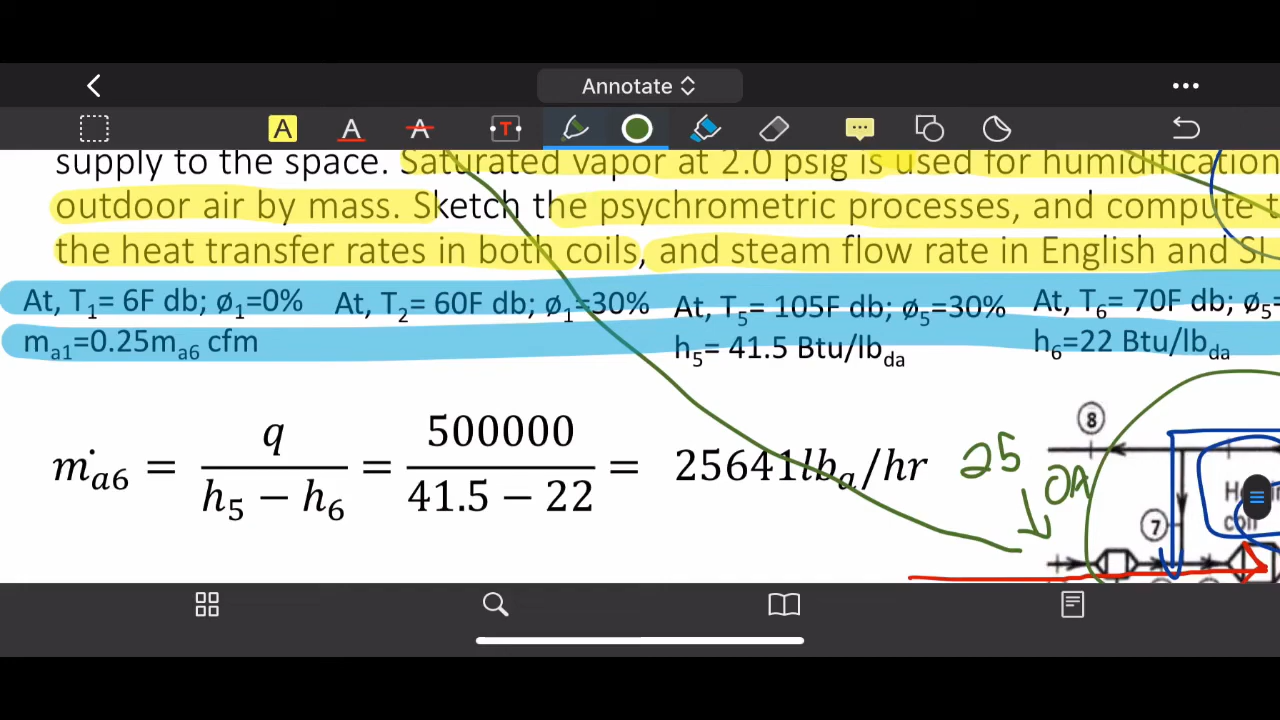 Annotate
A A A T
supply to the space. Saturated vapor at 2.0 psig is used for humidification
outdoor air by mass. Sketch the psychrometric processes, and compute t
the heat transfer rates in both coils, and steam flow rate in English and SI
At, T₁= 6F db; ø₁=0% At, T₂= 60F db; ø₁=30% At, T₅= 105F db; ø₅=30% At, T₆= 70F db; ø₅=
mₐ₁=0.25mₐ₆ cfm h₅= 41.5 Btu/lb_da h₆=22 Btu/lb_da
ṁₐ₆ = q / (h₅ − h₆) = 500000 / (41.5 − 22) = 25641lbₐ/hr
25
OA
8
7